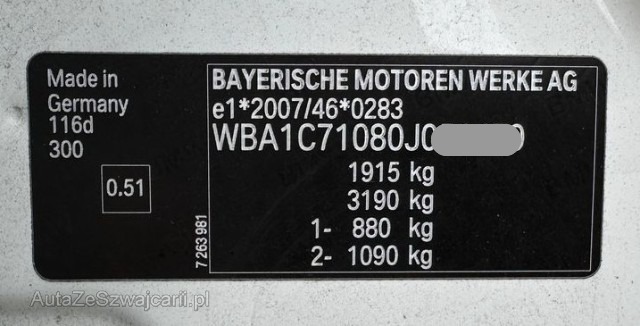 Made in
Germany
116d
300
0.51
BAYERISCHE MOTOREN WERKE AG
e1*2007/46*0283
WBA1C71080J0 0
1915 kg
3190 kg
1- 880 kg
2- 1090 kg
7 263 981
AutaZeSzwajcarii.pl